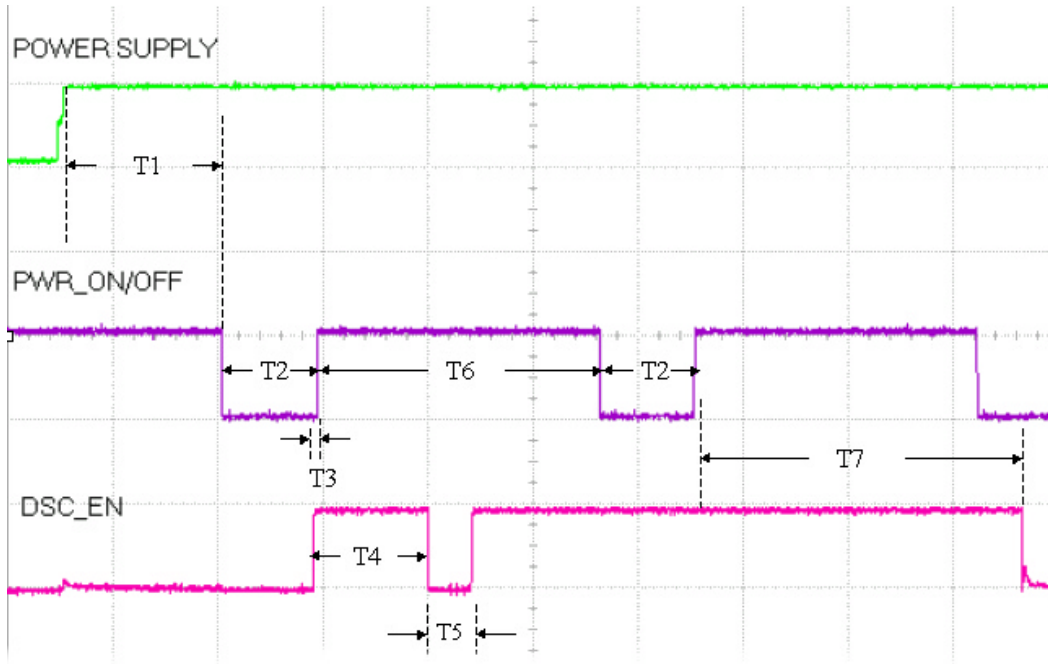 POWER SUPPLY
T1
PWR_ON/OFF
T2 T6 T2
T3
T7
DSC_EN
T4
T5